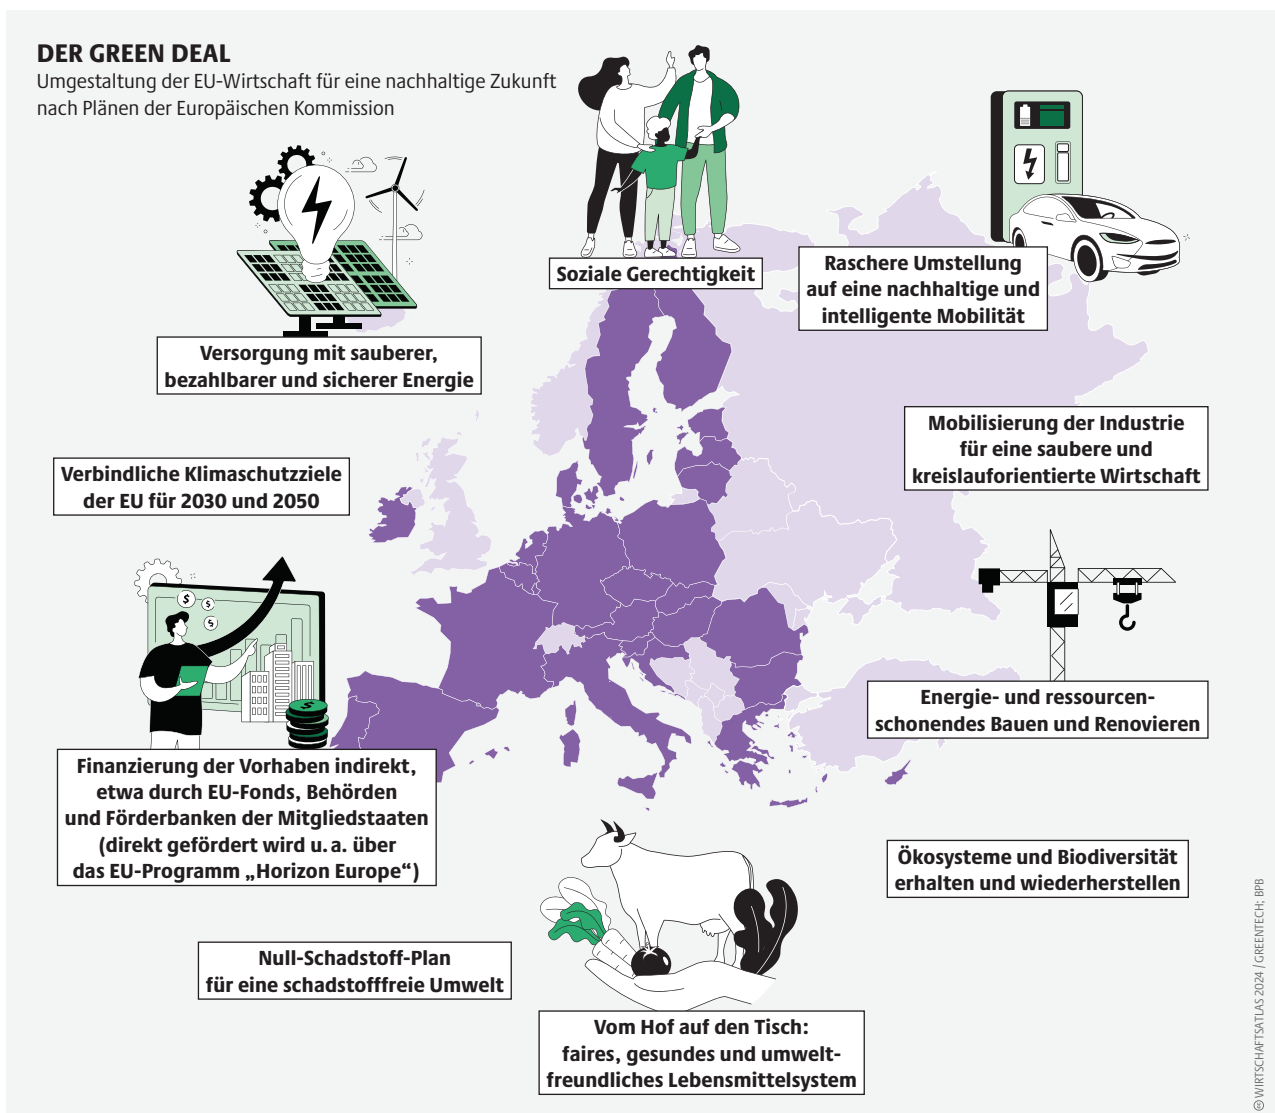 DER GREEN DEAL
Umgestaltung der EU-Wirtschaft für eine nachhaltige Zukunft
nach Plänen der Europäischen Kommission
Soziale Gerechtigkeit
Raschere Umstellung
auf eine nachhaltige und
intelligente Mobilität
Versorgung mit sauberer,
bezahlbarer und sicherer Energie
Mobilisierung der Industrie
für eine saubere und
kreislauforientierte Wirtschaft
Verbindliche Klimaschutzziele
der EU für 2030 und 2050
$
$
$
$
Energie- und ressourcen-
schonendes Bauen und Renovieren
Finanzierung der Vorhaben indirekt,
etwa durch EU-Fonds, Behörden
und Förderbanken der Mitgliedstaaten
(direkt gefördert wird u. a. über
das EU-Programm „Horizon Europe“)
Ökosysteme und Biodiversität
erhalten und wiederherstellen
Null-Schadstoff-Plan
für eine schadstofffreie Umwelt
Vom Hof auf den Tisch:
faires, gesundes und umwelt-
freundliches Lebensmittelsystem
cc WIRTSCHAFTSATLAS 2024 / GREENTECH; BPB